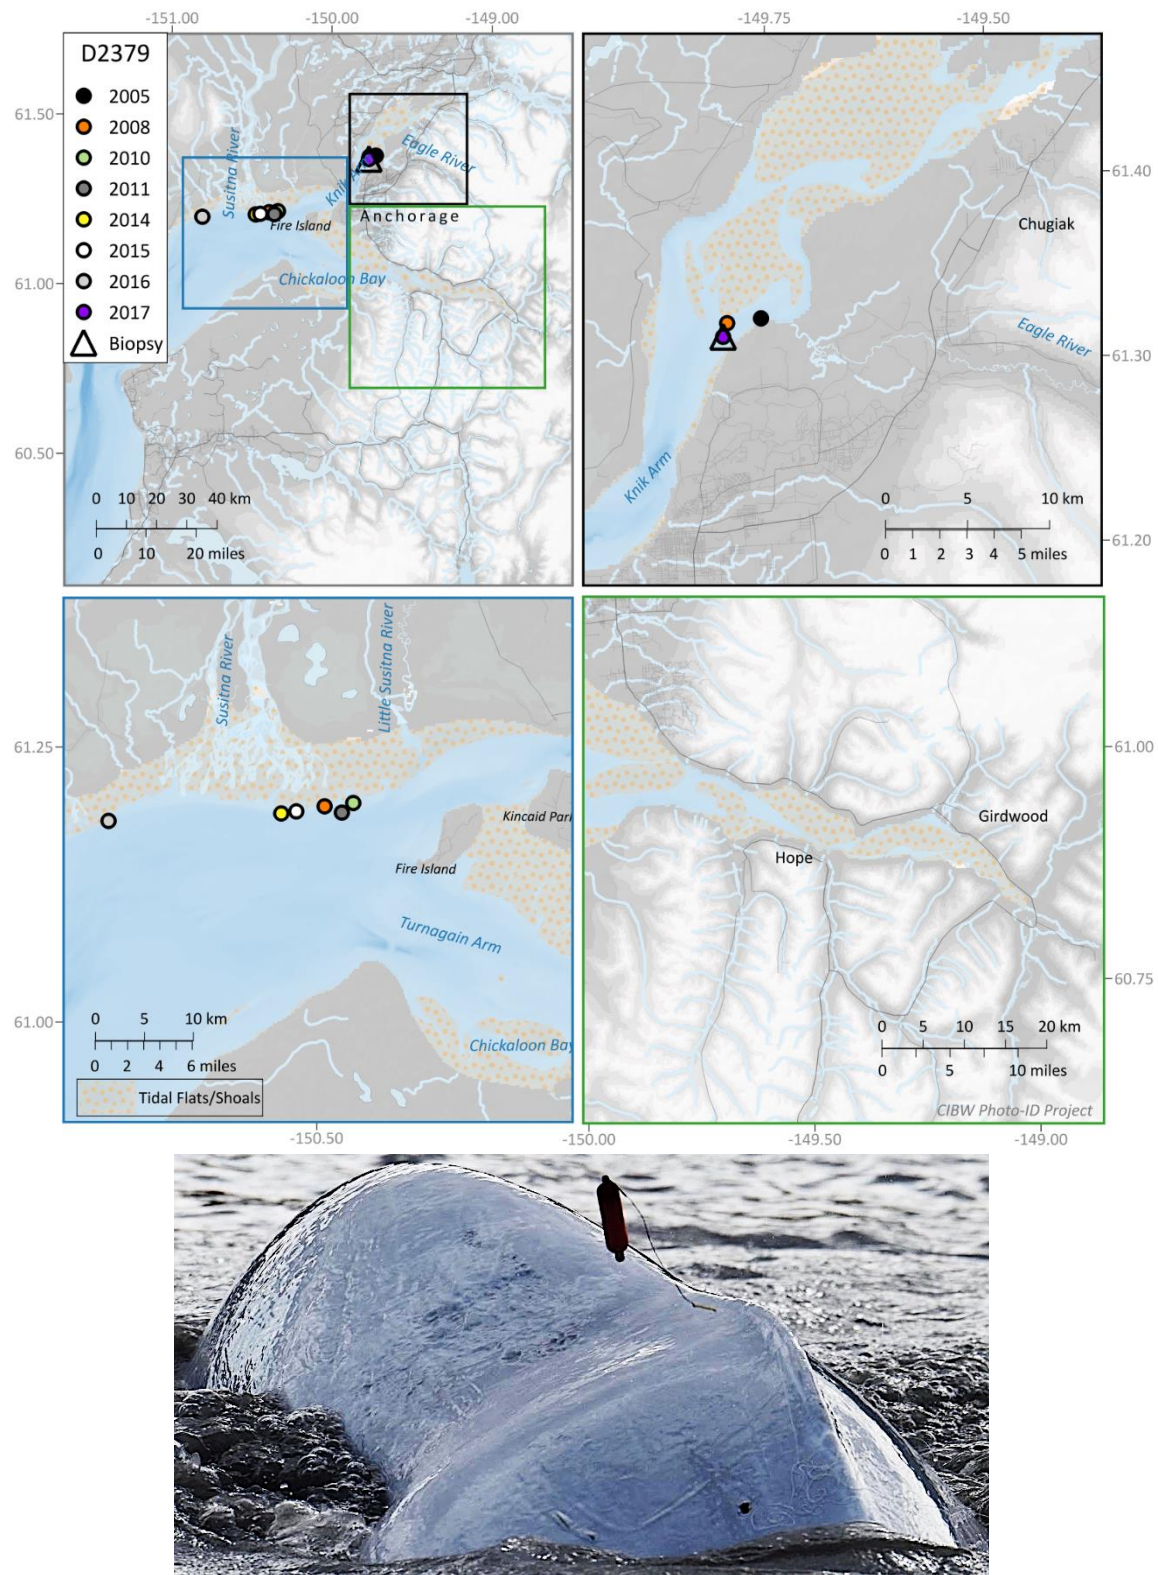 -151.00
-150.00
-149.00
-149.75
-149.50
D2379
2005
2008
2010
2011
2014
2015
2016
2017
Biopsy
61.50
61.00
60.50
Susitna River
Knik A
Eagle River
Anchorage
Fire Island
Chickaloon Bay
0 10 20 30 40 km
0 10 20 miles
61.40
61.30
61.20
Chugiak
Eagle River
Knik Arm
0 5 10 km
0 1 2 3 4 5 miles
Susitna River
Little Susitna River
61.25
61.00
Kincaid Par
Fire Island
Turnagain Arm
Chickaloon Bay
0 5 10 km
0 2 4 6 miles
Tidal Flats/Shoals
-150.50
61.00
60.75
Girdwood
Hope
0 5 10 15 20 km
0 5 10 miles
CIBW Photo-ID Project
-150.00
-149.50
-149.00